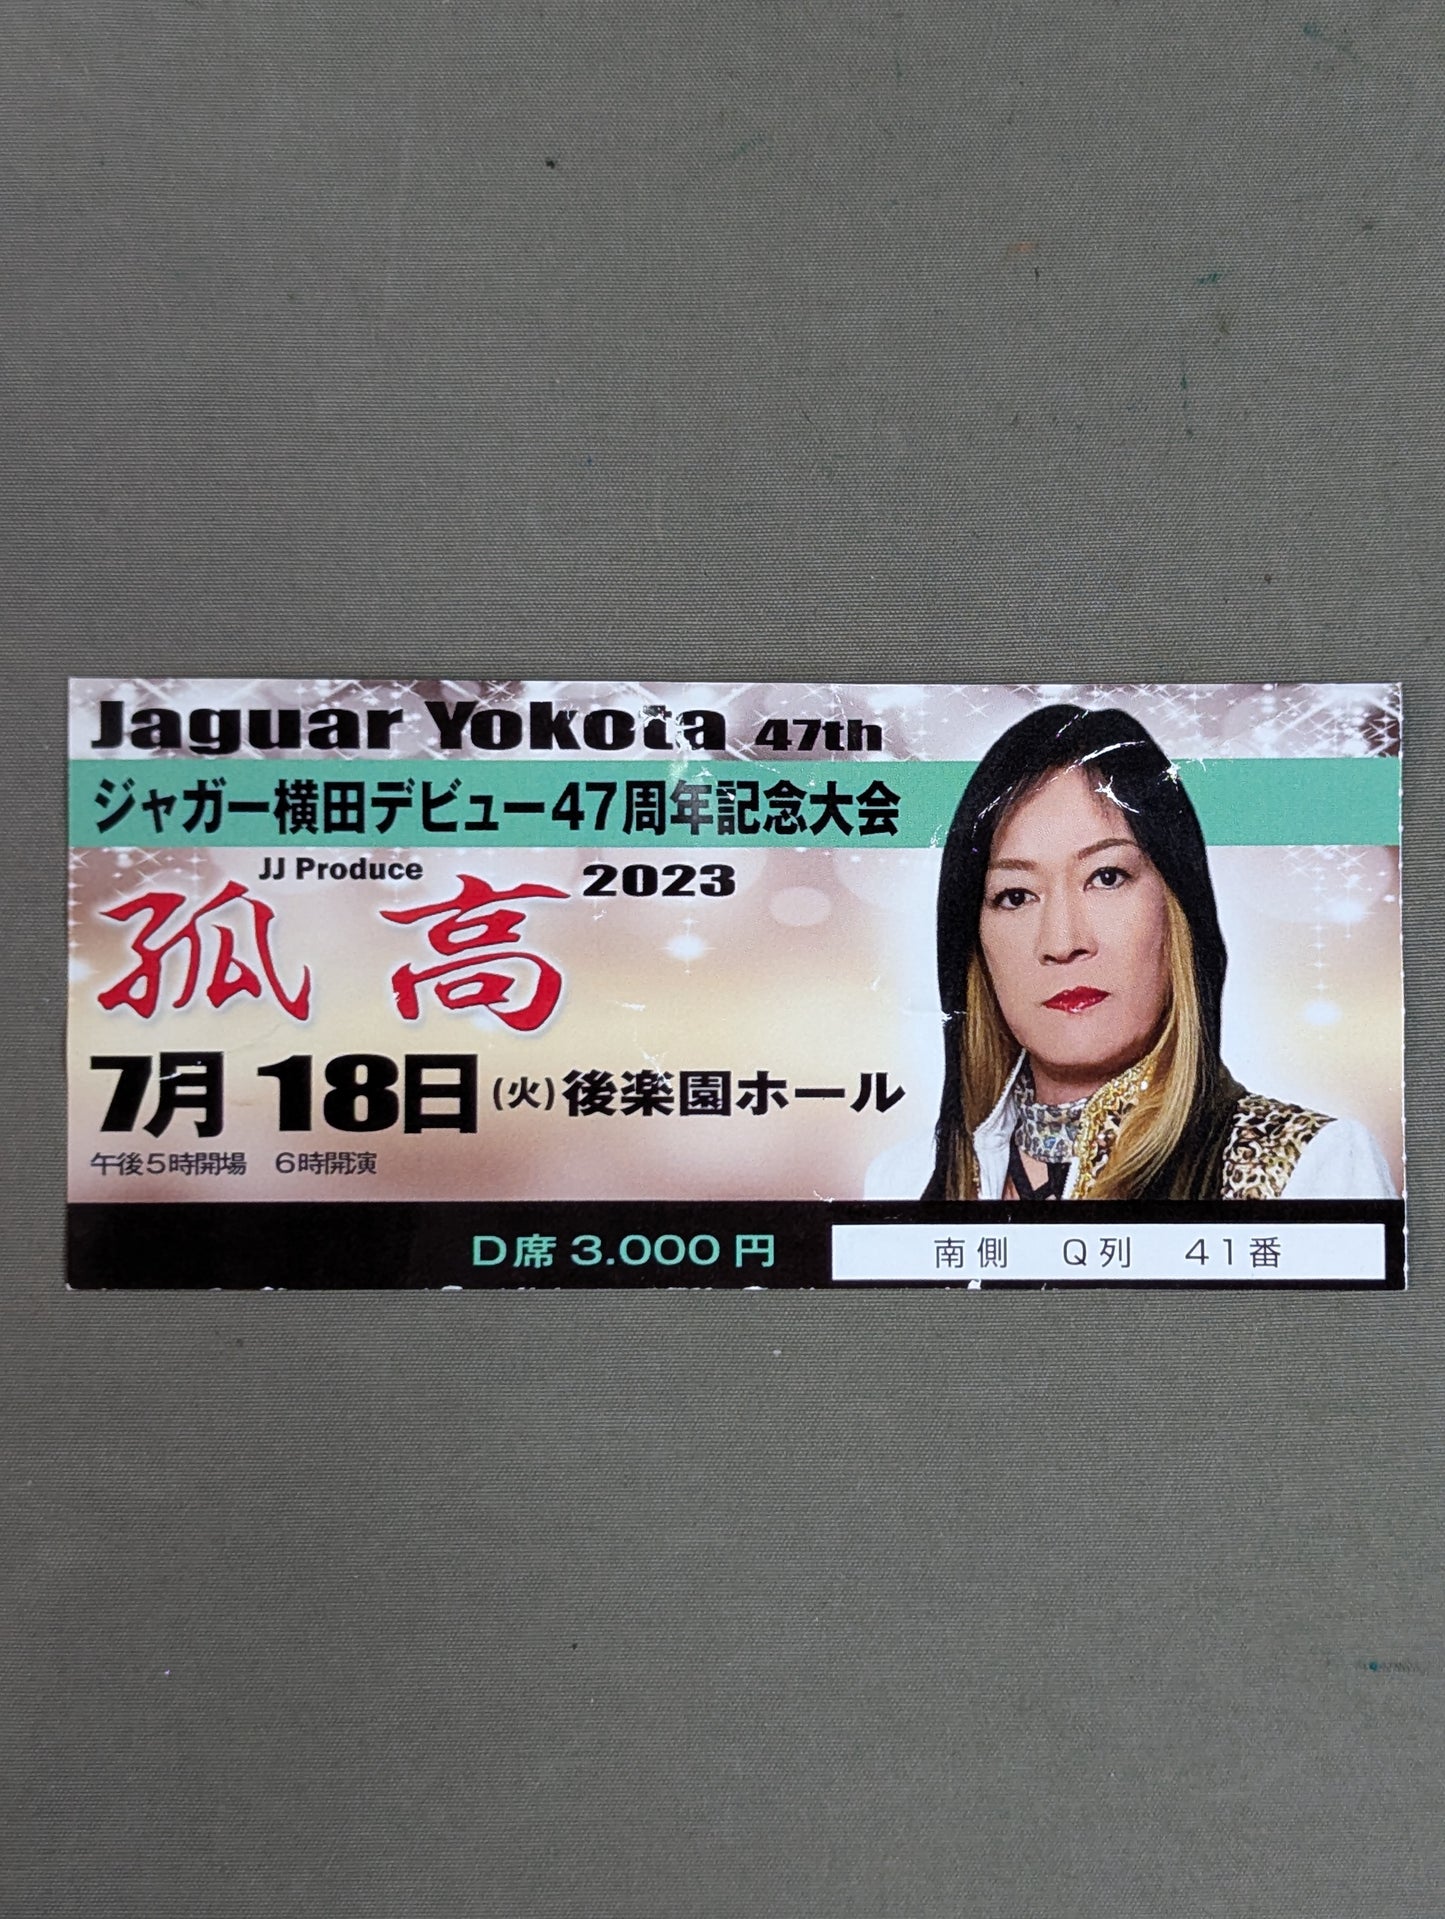 Jaguar Yokota 47th
ジャガー横田デビュー47周年記念大会
JJ Produce
孤高 2023
7月18日(火)後楽園ホール
午後5時開場 6時開演
D席 3.000円 南側 Q列 41番